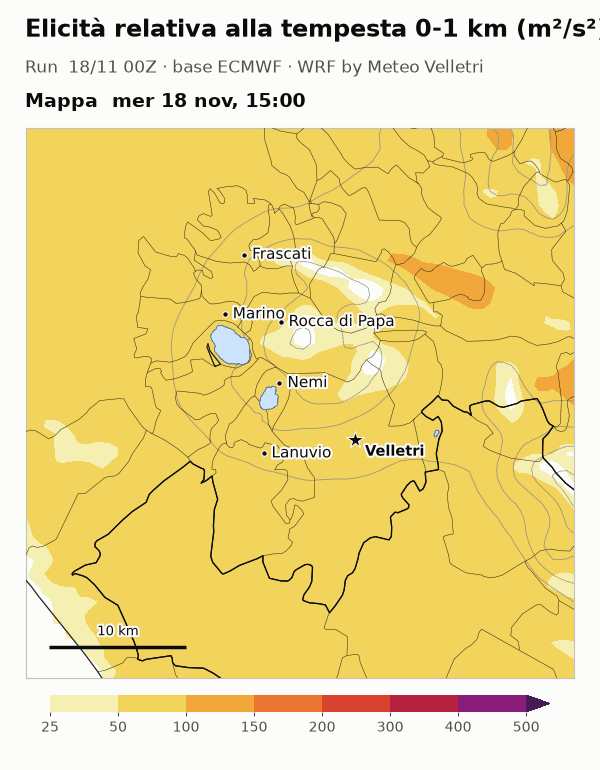 Elicità relativa alla tempesta 0-1 km (m²/s²)
Run  18/11 00Z · base ECMWF · WRF by Meteo Velletri
Mappa  mer 18 nov, 15:00
Frascati
Marino
Rocca di Papa
Nemi
Lanuvio
Velletri
10 km
25 50 100 150 200 300 400 500